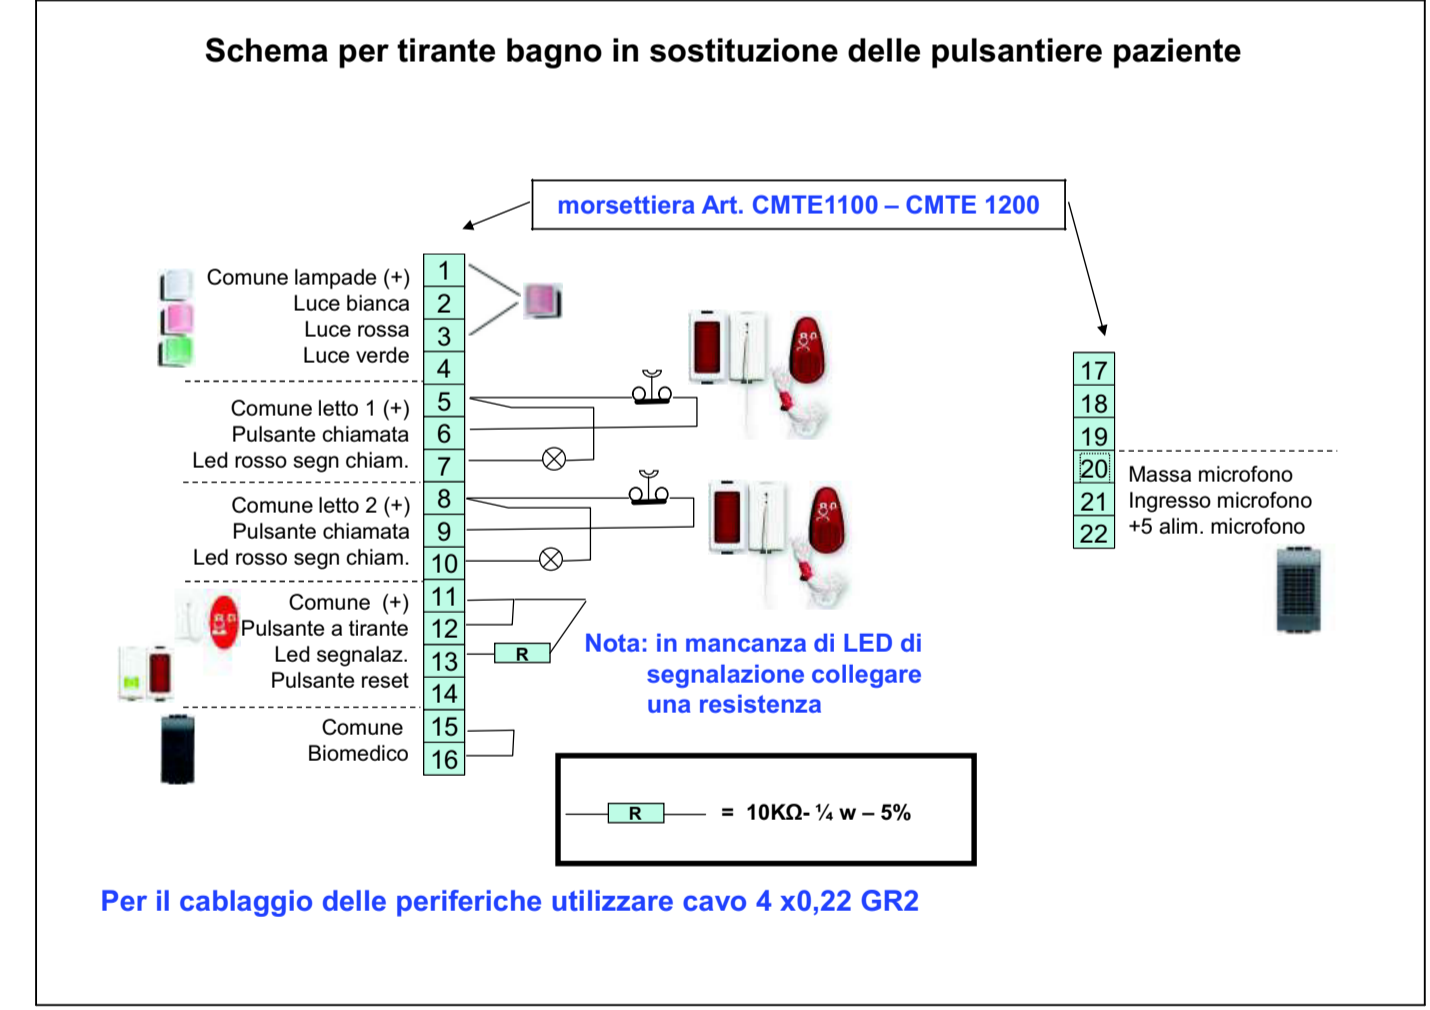 Schema per tirante bagno in sostituzione delle pulsantiere paziente
morsettiera Art. CMTE1100 – CMTE 1200
Comune lampade (+)
Luce bianca
Luce rossa
Luce verde
1
2
3
4
Comune letto 1 (+)
Pulsante chiamata
Led rosso segn chiam.
5
6
7
Comune letto 2 (+)
Pulsante chiamata
Led rosso segn chiam.
8
9
10
Comune (+)
Pulsante a tirante
Led segnalaz.
Pulsante reset
11
12
13
14
R
Comune
Biomedico
15
16
Nota: in mancanza di LED di
segnalazione collegare
una resistenza
17
18
19
20
21
22
Massa microfono
Ingresso microfono
+5 alim. microfono
R = 10KΩ- ¼ w – 5%
Per il cablaggio delle periferiche utilizzare cavo 4 x0,22 GR2